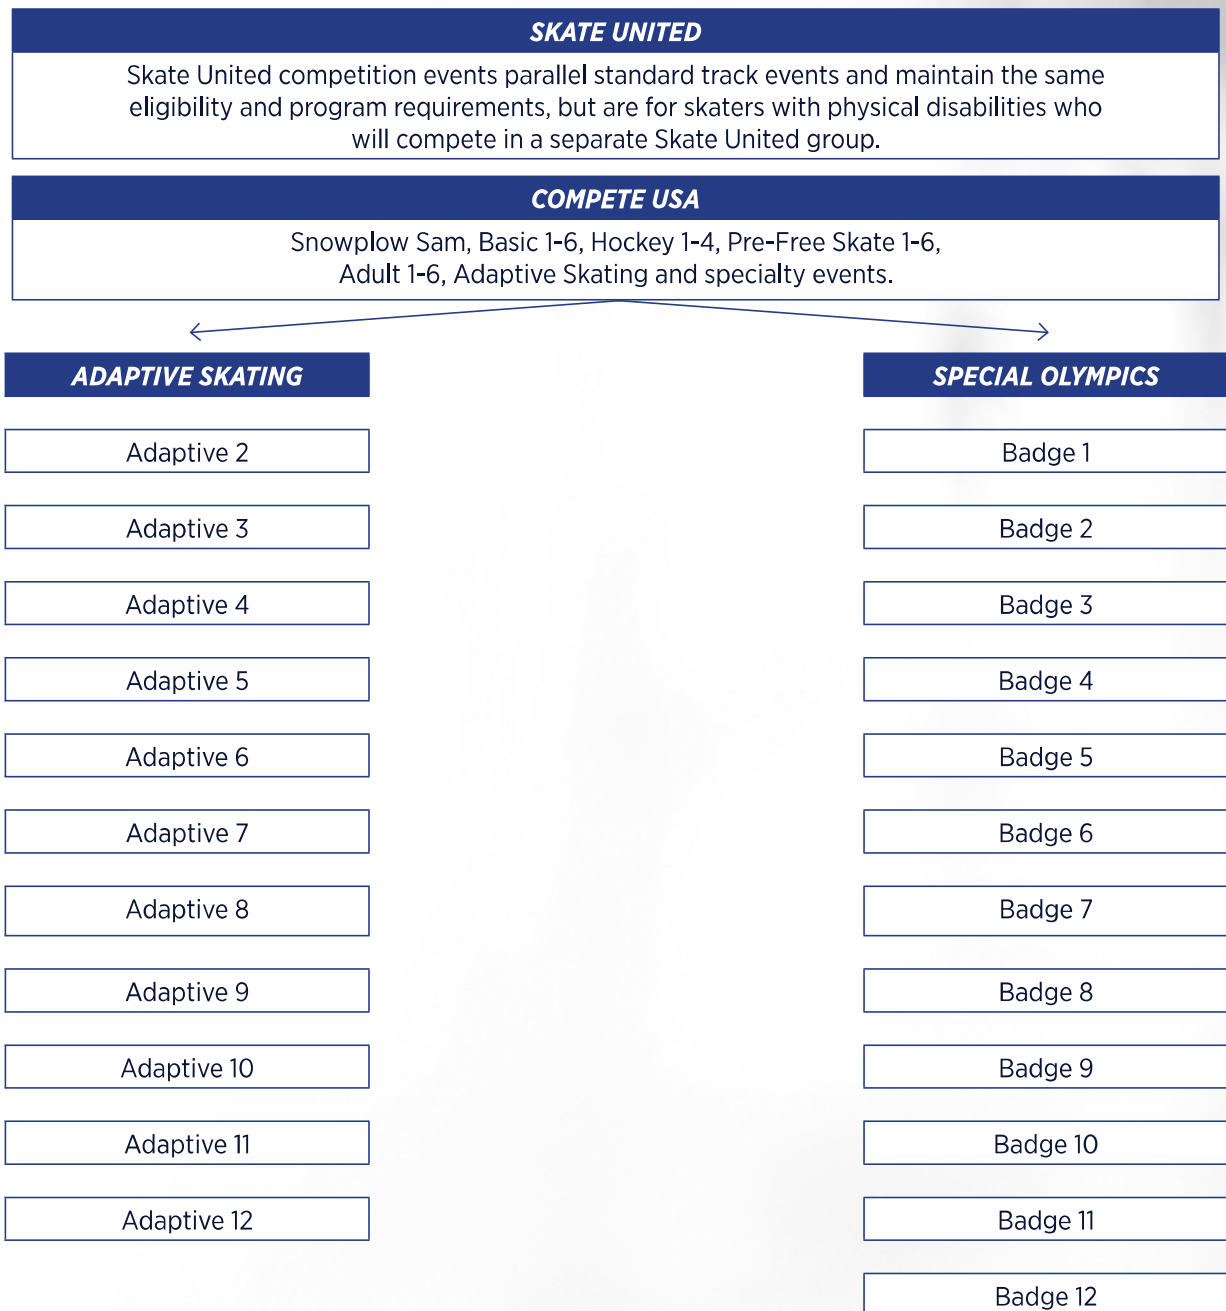 SKATE UNITED
Skate United competition events parallel standard track events and maintain the same
eligibility and program requirements, but are for skaters with physical disabilities who
will compete in a separate Skate United group.
COMPETE USA
Snowplow Sam, Basic 1-6, Hockey 1-4, Pre-Free Skate 1-6,
Adult 1-6, Adaptive Skating and specialty events.
ADAPTIVE SKATING
Adaptive 2
Adaptive 3
Adaptive 4
Adaptive 5
Adaptive 6
Adaptive 7
Adaptive 8
Adaptive 9
Adaptive 10
Adaptive 11
Adaptive 12
SPECIAL OLYMPICS
Badge 1
Badge 2
Badge 3
Badge 4
Badge 5
Badge 6
Badge 7
Badge 8
Badge 9
Badge 10
Badge 11
Badge 12